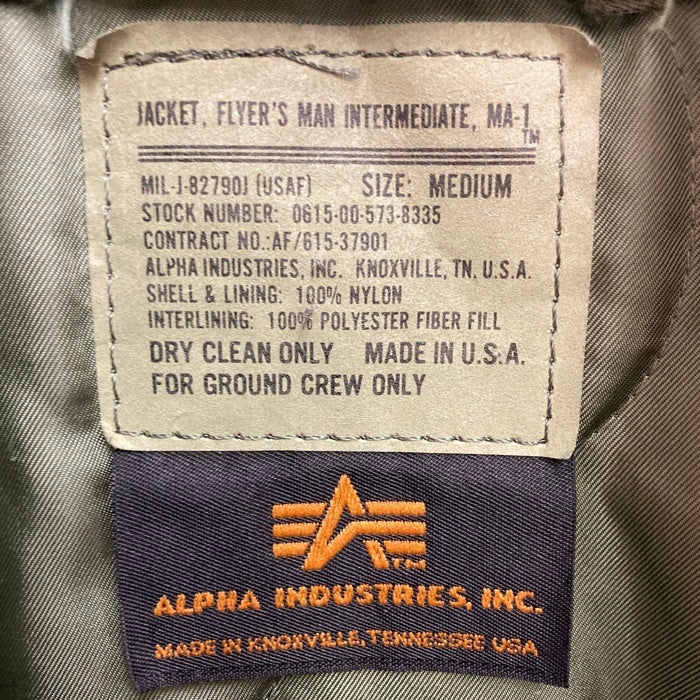 JACKET, FLYER'S MAN INTERMEDIATE, MA-1 TM
MIL-J-82790J (USAF) SIZE: MEDIUM
STOCK NUMBER: 0615-00-573-8335
CONTRACT NO.:AF/615-37901
ALPHA INDUSTRIES, INC. KNOXVILLE, TN. U.S.A.
SHELL & LINING: 100% NYLON
INTERLINING: 100% POLYESTER FIBER FILL
DRY CLEAN ONLY MADE IN U.S.A.
FOR GROUND CREW ONLY
TM
ALPHA INDUSTRIES, INC.
MADE IN KNOXVILLE, TENNESSEE USA